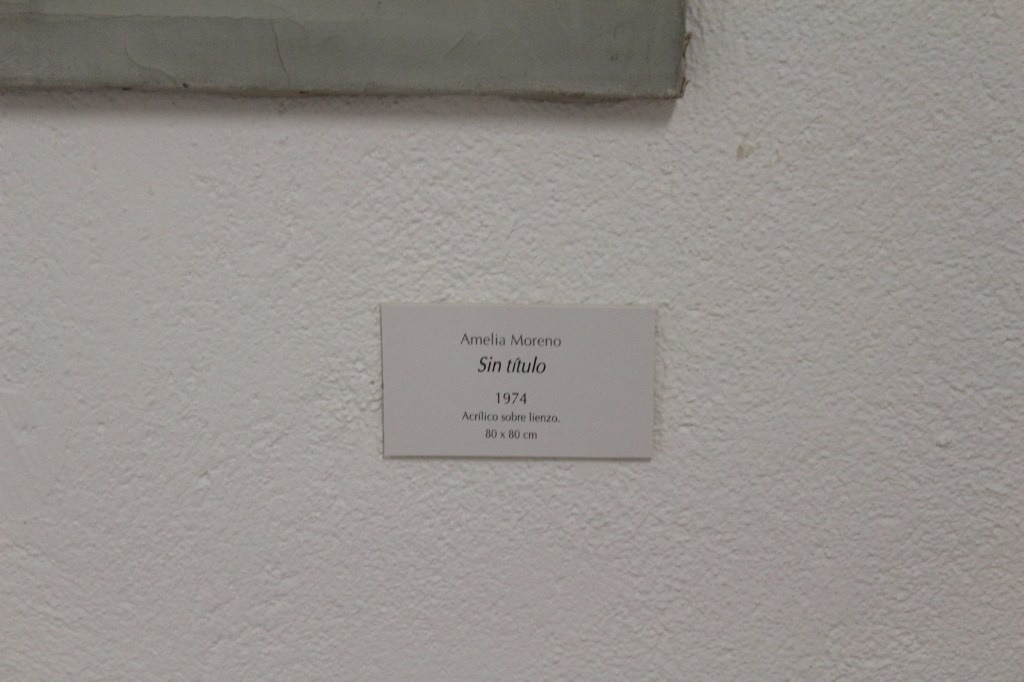 Amelia Moreno
Sin título
1974
Acrílico sobre lienzo.
80 x 80 cm